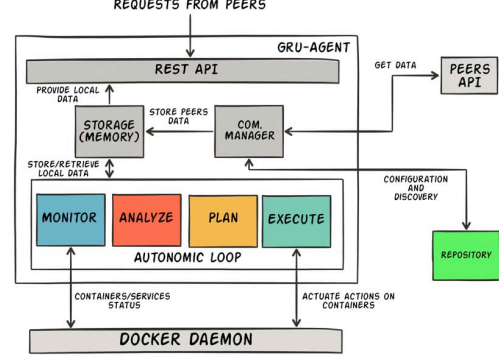 REQUESTS FROM PEERS
GRU-AGENT
REST API
GET DATA
PEERS
API
PROVIDE LOCAL
DATA
STORAGE
(MEMORY)
STORE PEERS
DATA
COM.
MANAGER
STORE/RETRIEVE
LOCAL DATA
CONFIGURATION
AND
DISCOVERY
MONITOR
ANALYZE
PLAN
EXECUTE
REPOSITORY
AUTONOMIC LOOP
CONTAINERS/SERVICES
STATUS
ACTUATE ACTIONS ON
CONTAINERS
DOCKER DAEMON